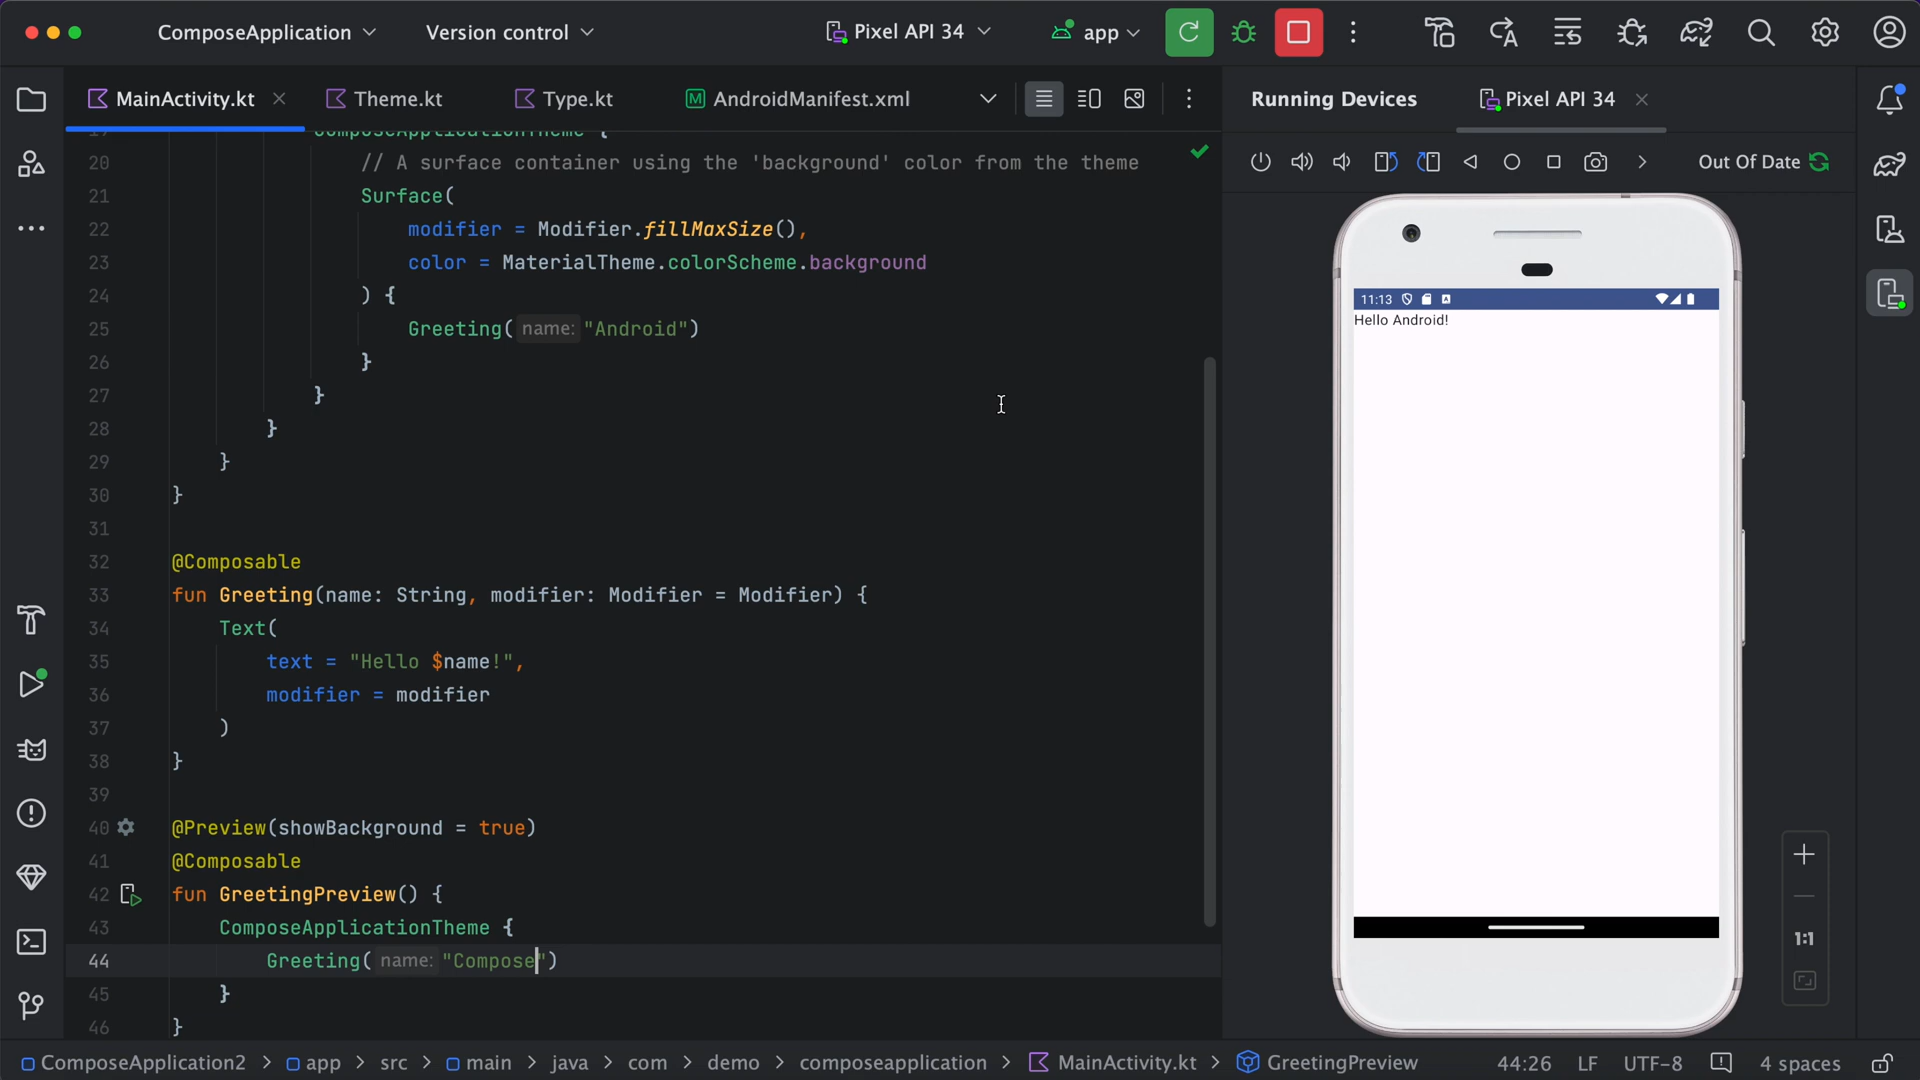 ComposeApplication
Version control
Pixel API 34
app
MainActivity.kt
Theme.kt
Type.kt
AndroidManifest.xml
Running Devices
Pixel API 34
Out Of Date
19 ComposeApplicationTheme {
20 // A surface container using the 'background' color from the theme
21 Surface(
22 modifier = Modifier.fillMaxSize(),
23 color = MaterialTheme.colorScheme.background
24 ) {
25 Greeting( name: "Android")
26 }
27 }
28 }
29 }
30 }
31
32 @Composable
33 fun Greeting(name: String, modifier: Modifier = Modifier) {
34 Text(
35 text = "Hello $name!",
36 modifier = modifier
37 )
38 }
39
40 @Preview(showBackground = true)
41 @Composable
42 fun GreetingPreview() {
43 ComposeApplicationTheme {
44 Greeting( name: "Compose")
45 }
46 }
11:13
Hello Android!
1:1
ComposeApplication2 > app > src > main > java > com > demo > composeapplication > MainActivity.kt > GreetingPreview
44:26 LF UTF-8 4 spaces